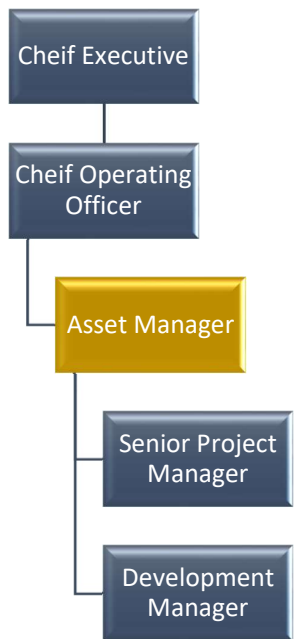 Cheif Executive
Cheif Operating
Officer
Asset Manager
Senior Project
Manager
Development
Manager